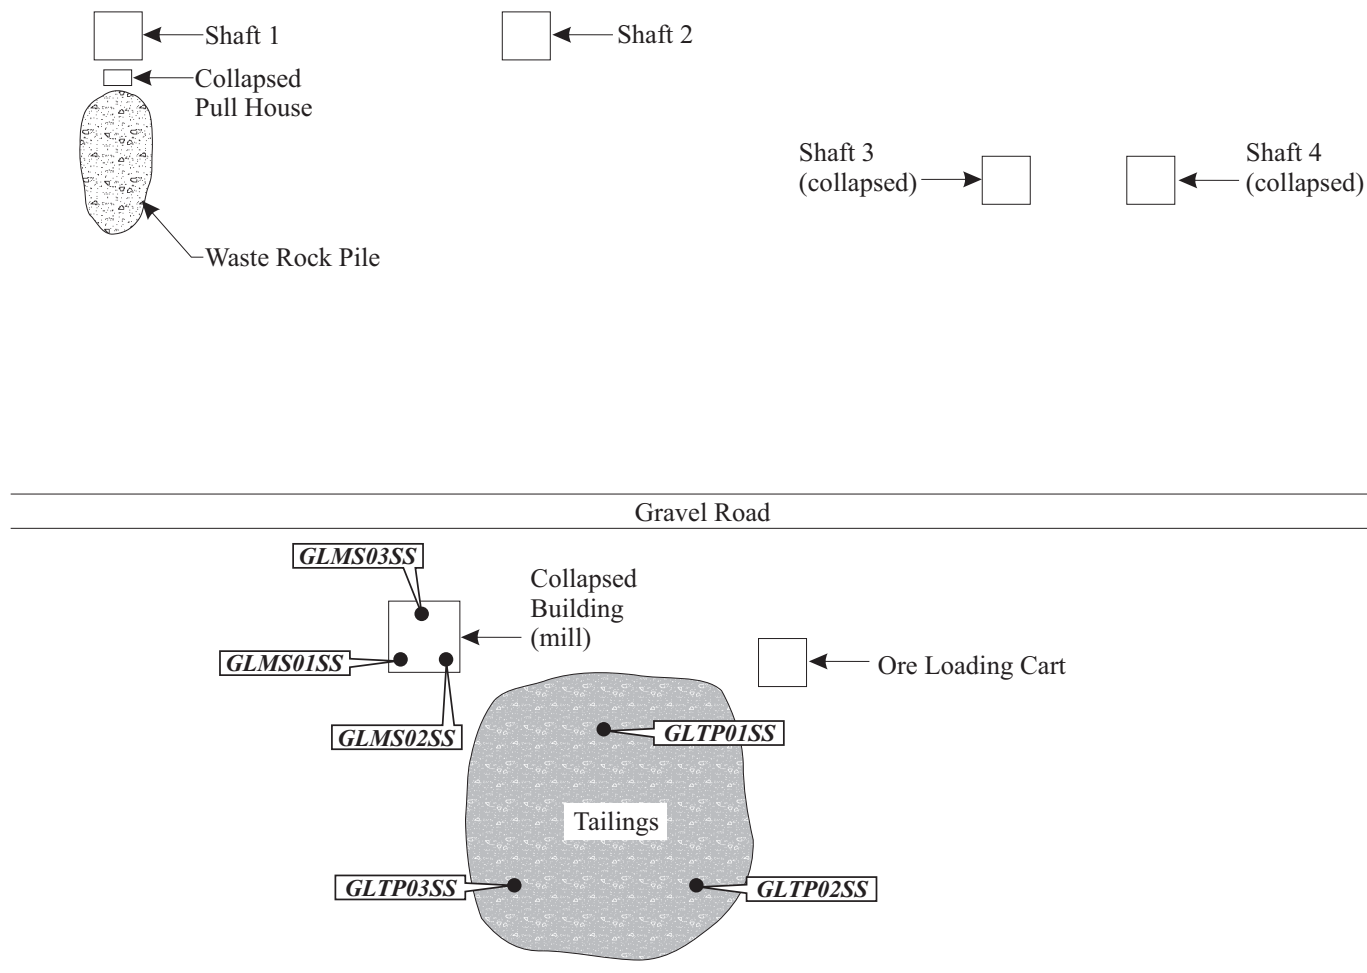 Shaft 1
Shaft 2
Collapsed
Pull House
Shaft 3
(collapsed)
Shaft 4
(collapsed)
Waste Rock Pile
Gravel Road
GLMS03SS
Collapsed
Building
(mill)
GLMS01SS
Ore Loading Cart
GLMS02SS
GLTP01SS
Tailings
GLTP03SS
GLTP02SS